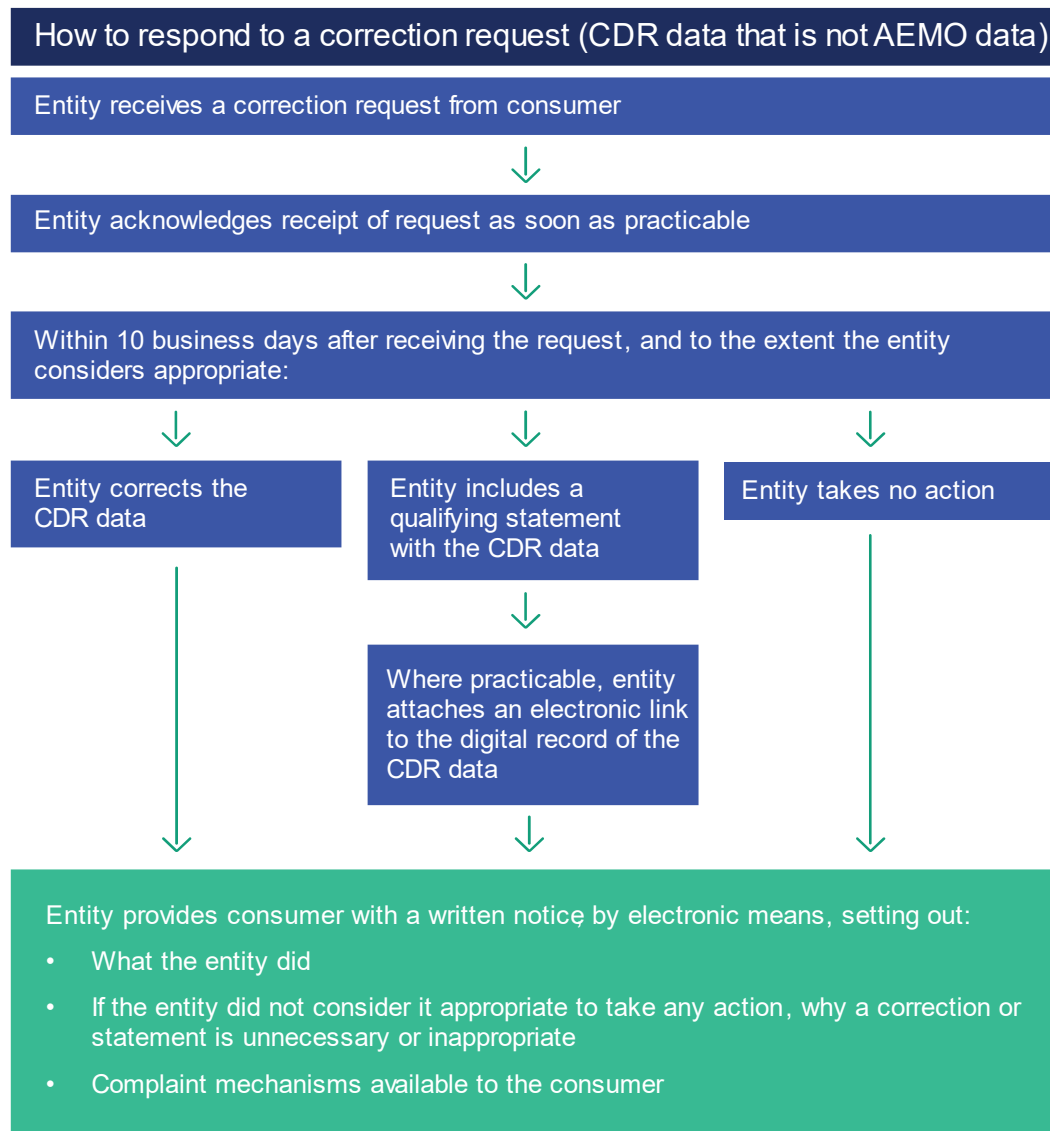 How to respond to a correction request (CDR data that is not AEMO data)
Entity receives a correction request from consumer
Entity acknowledges receipt of request as soon as practicable
Within 10 business days after receiving the request, and to the extent the entity
considers appropriate:
Entity corrects the
CDR data
Entity includes a
qualifying statement
with the CDR data
Entity takes no action
Where practicable, entity
attaches an electronic link
to the digital record of the
CDR data
Entity provides consumer with a written notice, by electronic means, setting out:
• What the entity did
• If the entity did not consider it appropriate to take any action, why a correction or
statement is unnecessary or inappropriate
• Complaint mechanisms available to the consumer